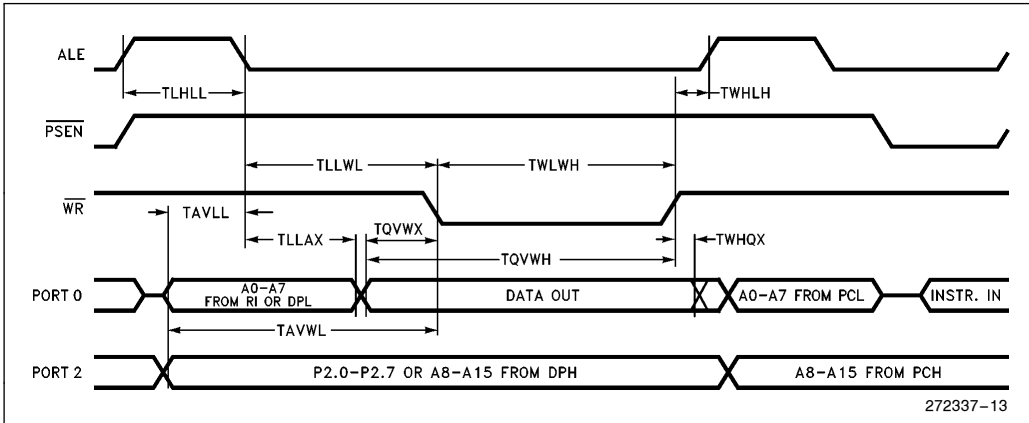 ALE
TLHLL
TWHLH
PSEN
TLLWL
TWLWH
WR
TAVLL
TLLAX
TQVWX
TWHQX
TQVWH
PORT 0
A0–A7
FROM RI OR DPL
DATA OUT
A0–A7 FROM PCL
INSTR. IN
TAVWL
PORT 2
P2.0–P2.7 OR A8–A15 FROM DPH
A8–A15 FROM PCH
272337–13